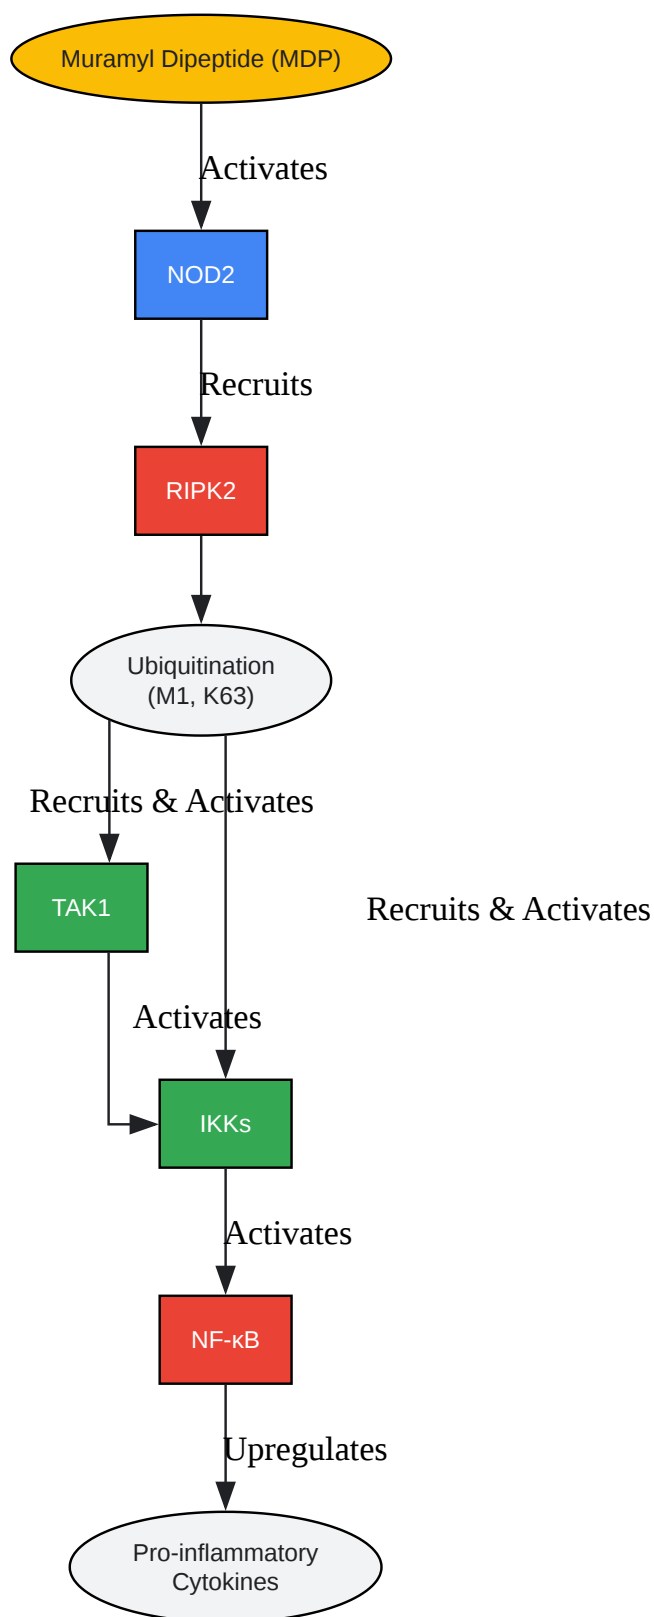 Muramyl Dipeptide (MDP)
Activates
NOD2
Recruits
RIPK2
Ubiquitination
(M1, K63)
Recruits & Activates
TAK1
Recruits & Activates
Activates
IKKs
Activates
NF-κB
Upregulates
Pro-inflammatory
Cytokines